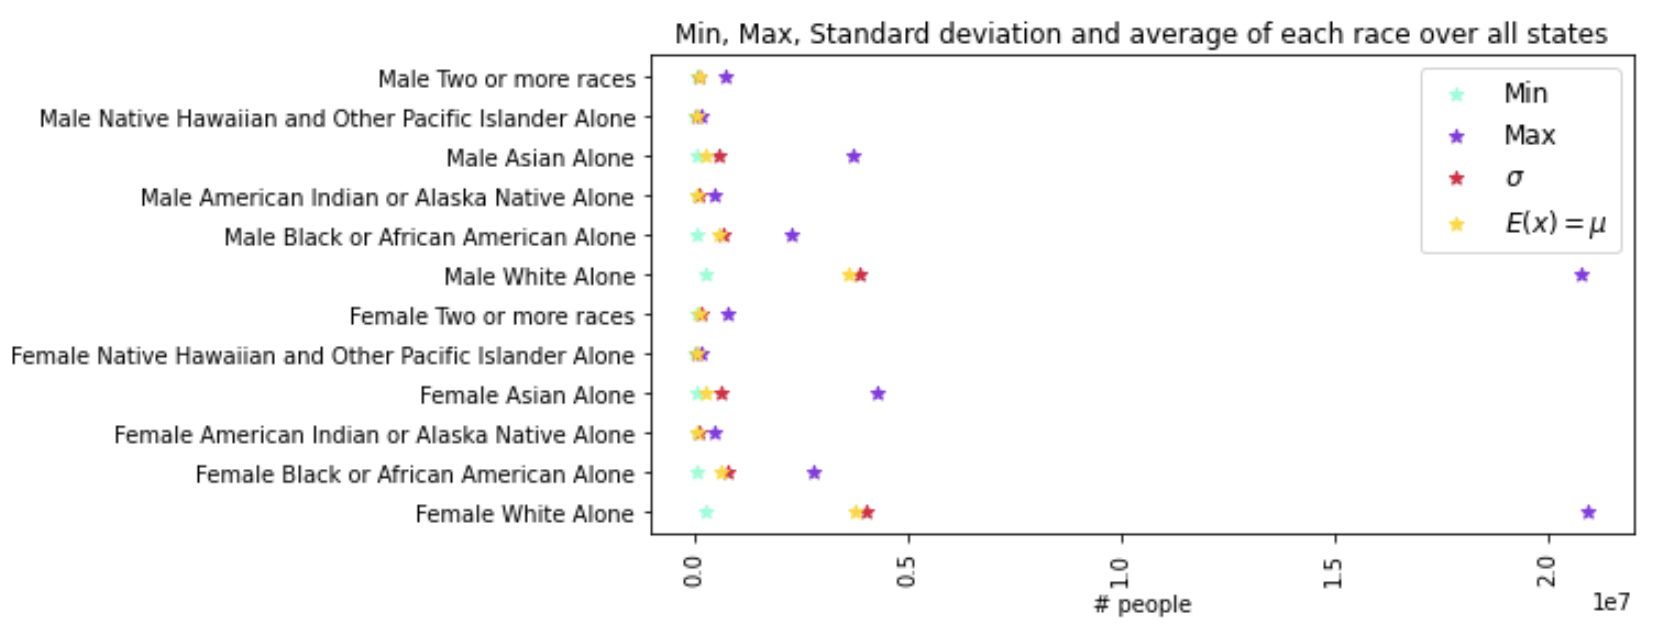 Min, Max, Standard deviation and average of each race over all states
Male Two or more races
Male Native Hawaiian and Other Pacific Islander Alone
Male Asian Alone
Male American Indian or Alaska Native Alone
Male Black or African American Alone
Male White Alone
Female Two or more races
Female Native Hawaiian and Other Pacific Islander Alone
Female Asian Alone
Female American Indian or Alaska Native Alone
Female Black or African American Alone
Female White Alone
Min
Max
σ
E(x) = μ
0.0
0.5
1.0
1.5
2.0
# people
1e7